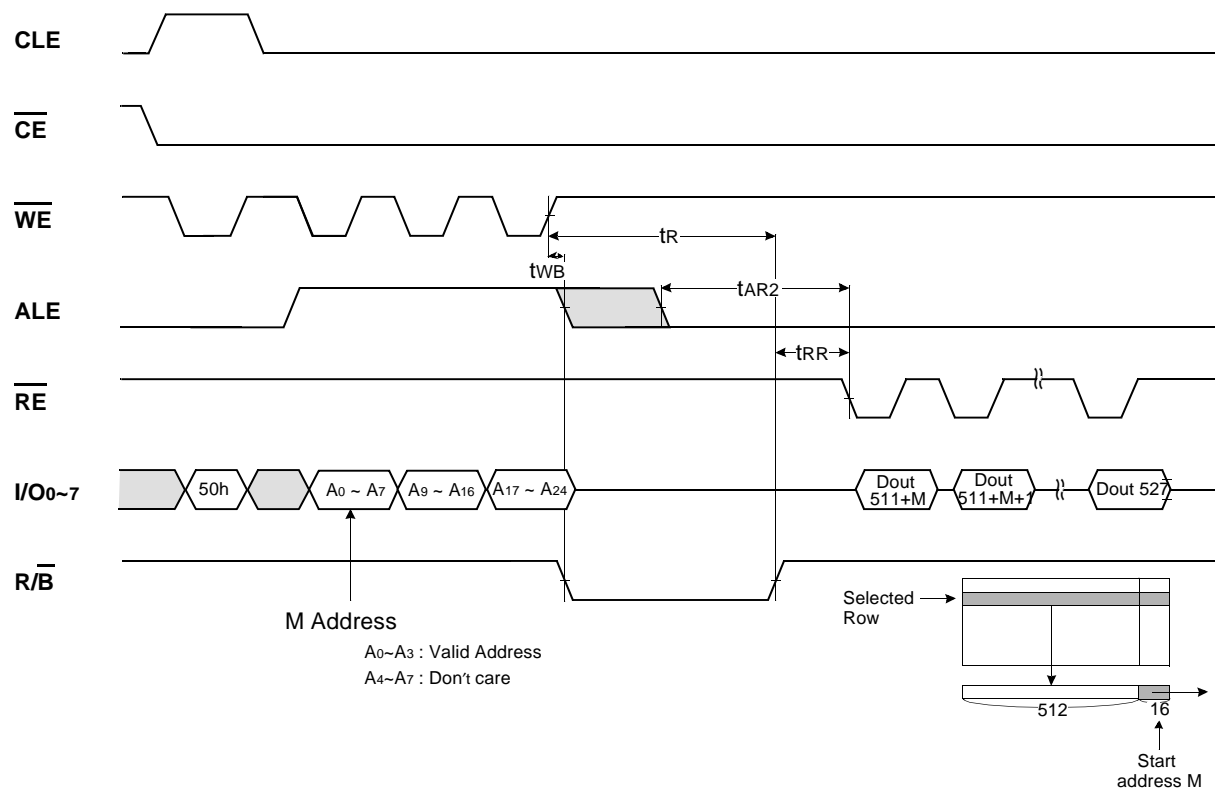 CLE
CE
WE
tR
tWB
tAR2
ALE
tRR
RE
I/O0~7
50h
A0 ~ A7
A9 ~ A16
A17 ~ A24
Dout
511+M
Dout
511+M+1
Dout 527
R/B
M Address
A0~A3 : Valid Address
A4~A7 : Don't care
Selected
Row
512
16
Start
address M